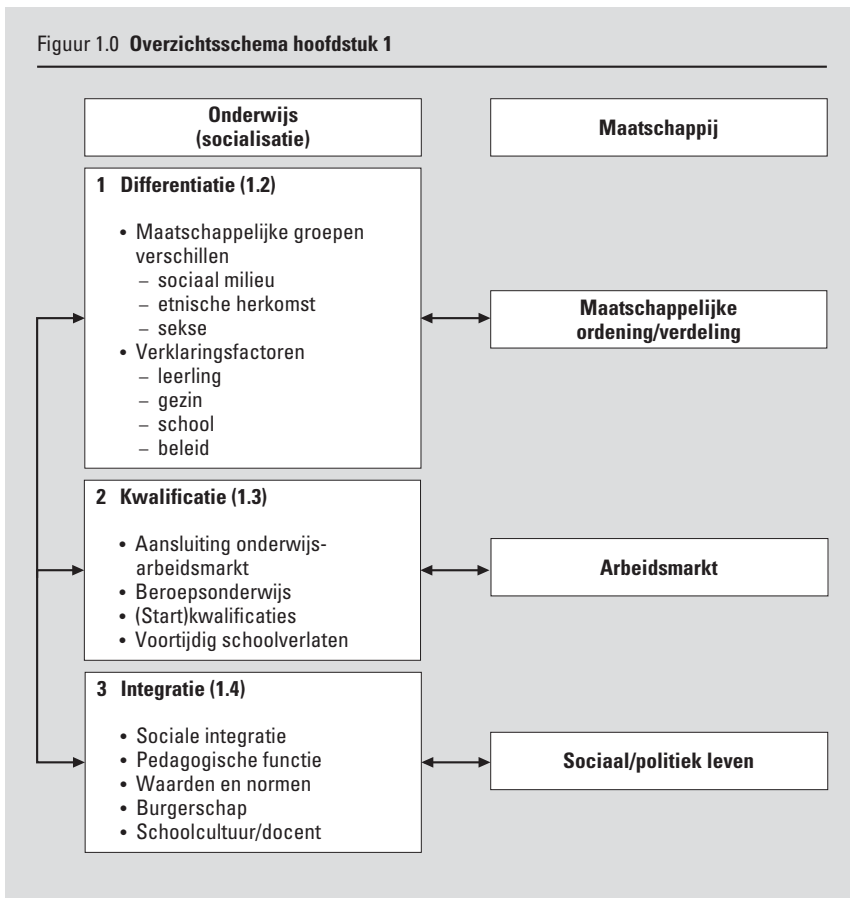 Figuur 1.0 Overzichtsschema hoofdstuk 1
Onderwijs
(socialisatie)
Maatschappij
1 Differentiatie (1.2)
• Maatschappelijke groepen
verschillen
– sociaal milieu
– etnische herkomst
– sekse
• Verklaringsfactoren
– leerling
– gezin
– school
– beleid
Maatschappelijke
ordening/verdeling
2 Kwalificatie (1.3)
• Aansluiting onderwijs-
arbeidsmarkt
• Beroepsonderwijs
• (Start)kwalificaties
• Voortijdig schoolverlaten
Arbeidsmarkt
3 Integratie (1.4)
• Sociale integratie
• Pedagogische functie
• Waarden en normen
• Burgerschap
• Schoolcultuur/docent
Sociaal/politiek leven